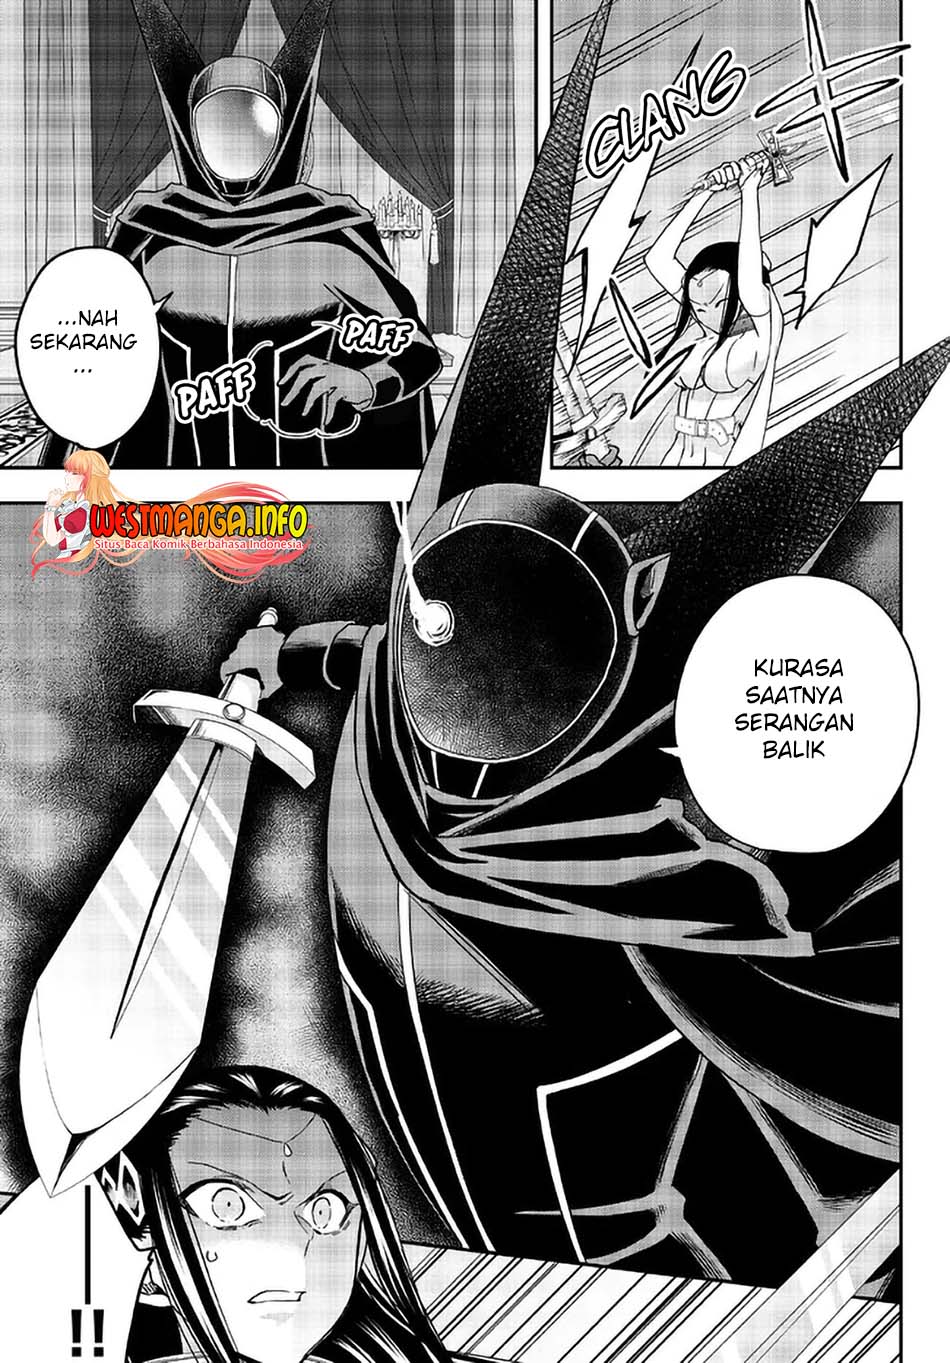 CLANG
...NAH
SEKARANG
...
PAFF
PAFF
WESTMANGA.INFO
Situs Baca Komik Berbahasa Indonesia
KURASA
SAATNYA
SERANGAN
BALIK
!!